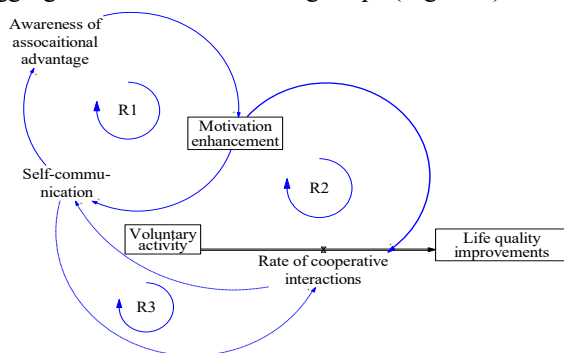 Awareness of
assocaitional
advantage
R1
Motivation
enhancement
Self-commu-
nication
R2
Voluntary
activity
Life quality
improvements
Rate of cooperative
interactions
R3